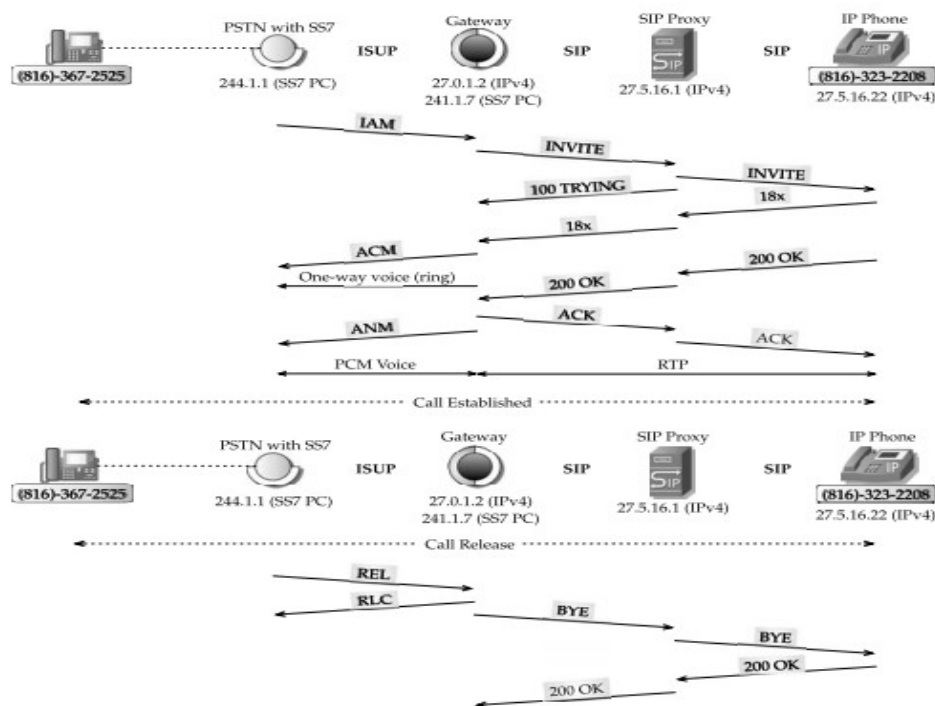 PSTN with SS7 Gateway SIP Proxy IP Phone
ISUP SIP SIP
SIP IP
(816)-367-2525 244.1.1 (SS7 PC) 27.0.1.2 (IPv4) 27.5.16.1 (IPv4) (816)-323-2208
241.1.7 (SS7 PC) 27.5.16.22 (IPv4)
IAM
INVITE
INVITE
100 TRYING
18x
18x
ACM
200 OK
One-way voice (ring)
200 OK
ACK
ANM
ACK
PCM Voice RTP
Call Established
PSTN with SS7 Gateway SIP Proxy IP Phone
ISUP SIP SIP
SIP IP
(816)-367-2525 244.1.1 (SS7 PC) 27.0.1.2 (IPv4) 27.5.16.1 (IPv4) (816)-323-2208
241.1.7 (SS7 PC) 27.5.16.22 (IPv4)
Call Release
REL
RLC
BYE
BYE
200 OK
200 OK